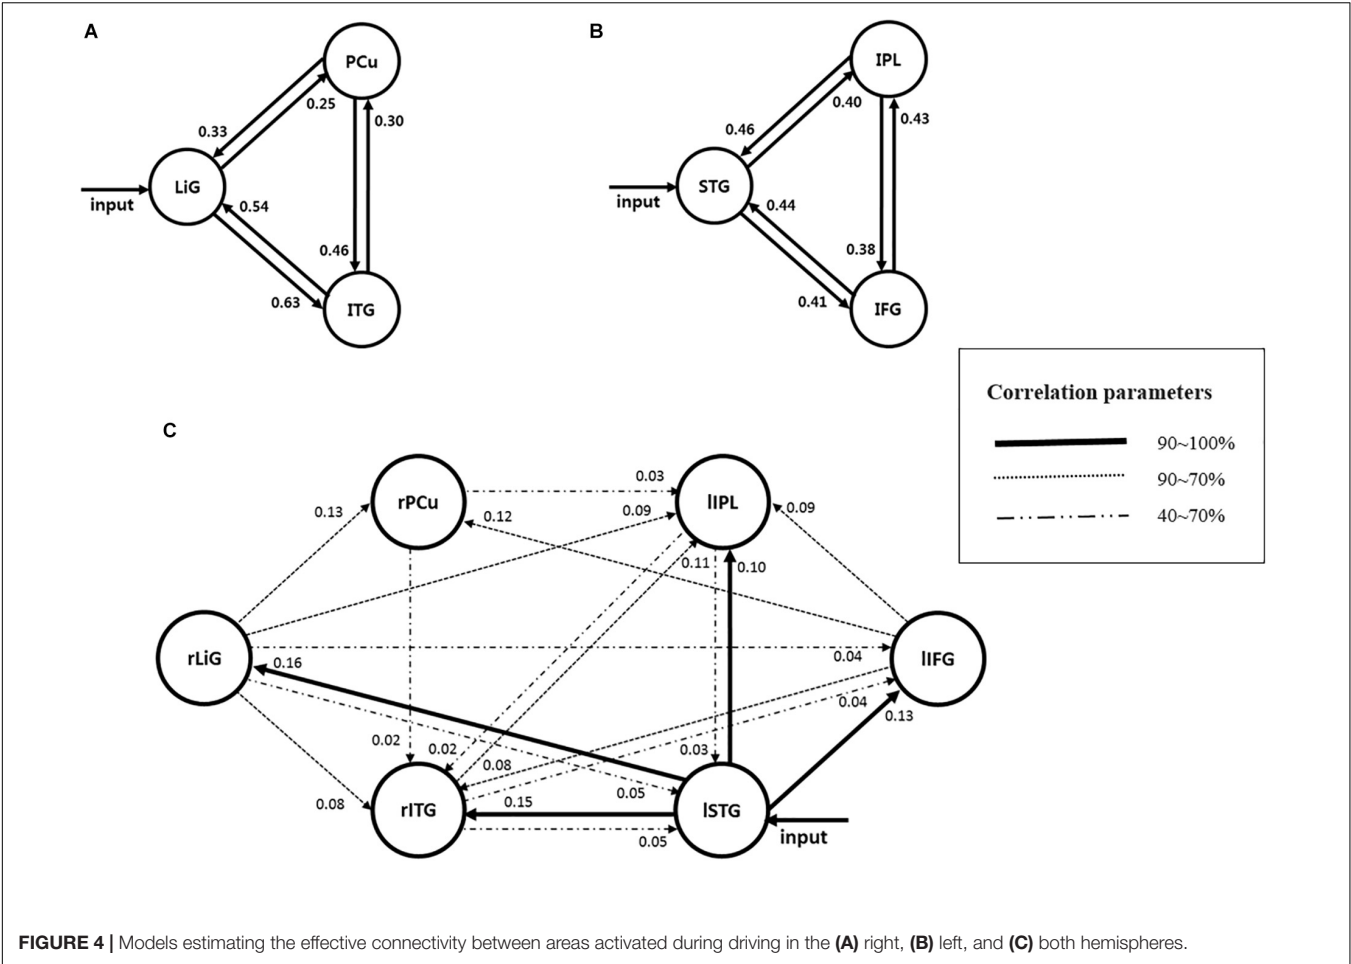 A
PCu
0.25
0.30
0.33
LiG
input
0.54
0.46
0.63
ITG
B
IPL
0.40
0.43
0.46
STG
input
0.44
0.38
0.41
IFG
Correlation parameters
90~100%
90~70%
40~70%
C
rPCu
0.03
lIPL
0.13
0.09
0.12
0.09
0.11
0.10
rLiG
0.16
0.04
lIFG
0.04
0.13
0.02
0.02
0.03
0.08
0.05
0.08
rITG
0.15
lSTG
0.05
input
FIGURE 4 | Models estimating the effective connectivity between areas activated during driving in the (A) right, (B) left, and (C) both hemispheres.